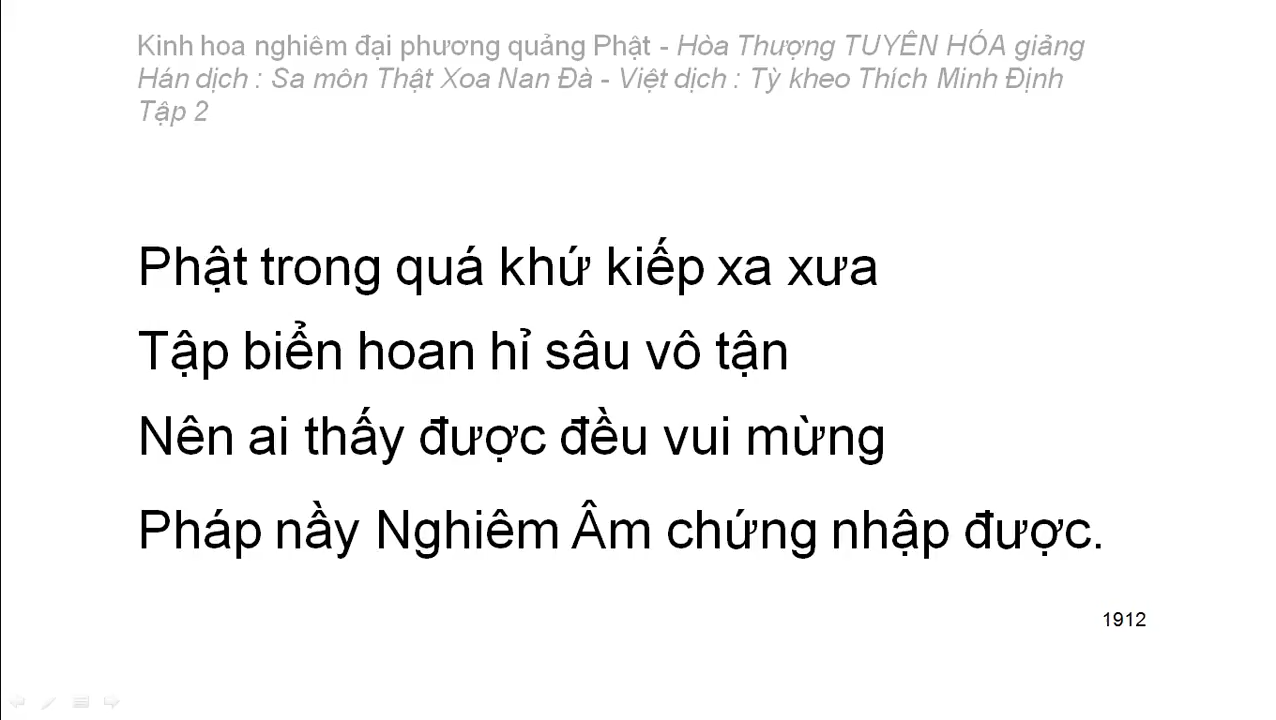 Kinh hoa nghiêm đại phương quảng Phật - Hòa Thượng TUYÊN HÓA giảng
Hán dịch : Sa môn Thật Xoa Nan Đà - Việt dịch : Tỳ kheo Thích Minh Định
Tập 2
Phật trong quá khứ kiếp xa xưa
Tập biển hoan hỉ sâu vô tận
Nên ai thấy được đều vui mừng
Pháp nầy Nghiêm Âm chứng nhập được.
1912